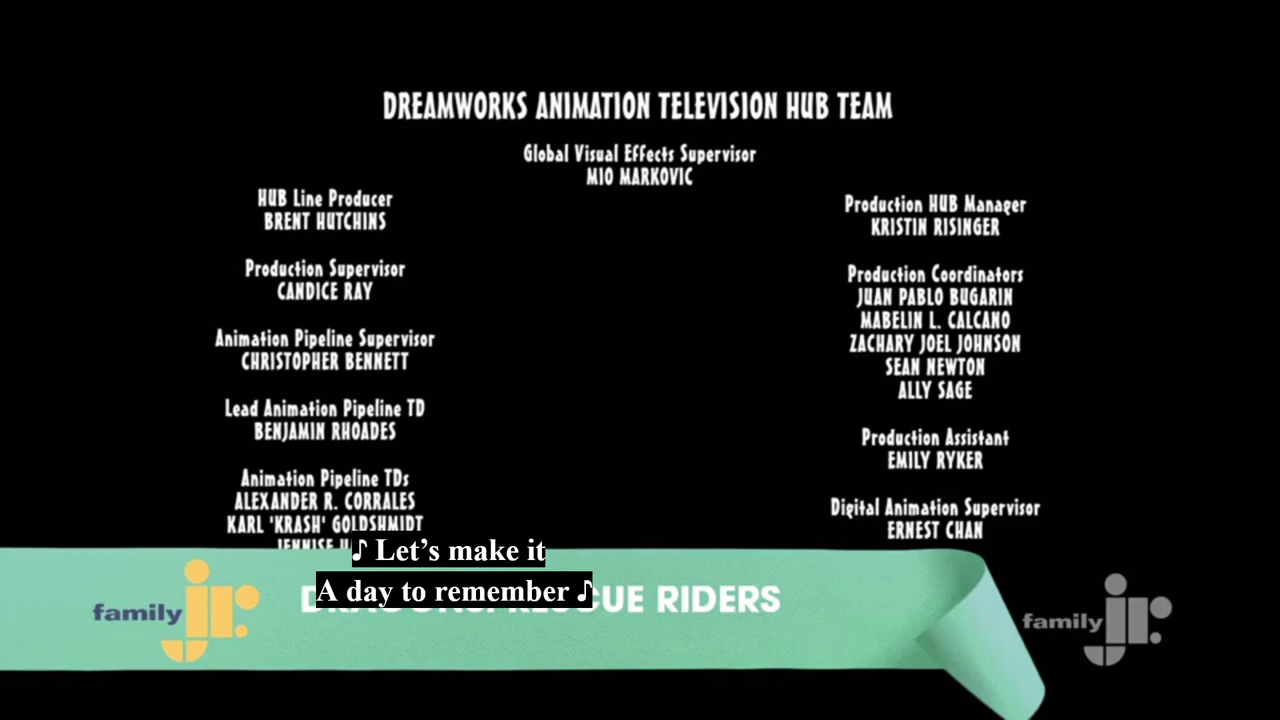 DREAMWORKS ANIMATION TELEVISION HUB TEAM
Global Visual Effects Supervisor
MIO MARKOVIC
HUB Line Producer
BRENT HUTCHINS
Production Supervisor
CANDICE RAY
Animation Pipeline Supervisor
CHRISTOPHER BENNETT
Lead Animation Pipeline TD
BENJAMIN RHOADES
Animation Pipeline TDs
ALEXANDER R. CORRALES
KARL 'KRASH' GOLDSHMIDT
JENNISE
Production HUB Manager
KRISTIN RISINGER
Production Coordinators
JUAN PABLO BUGARIN
MABELIN L. CALCANO
ZACHARY JOEL JOHNSON
SEAN NEWTON
ALLY SAGE
Production Assistant
EMILY RYKER
Digital Animation Supervisor
ERNEST CHAN
♪ Let’s make it
A day to remember ♪
family jr.
RIDERS
family jr.